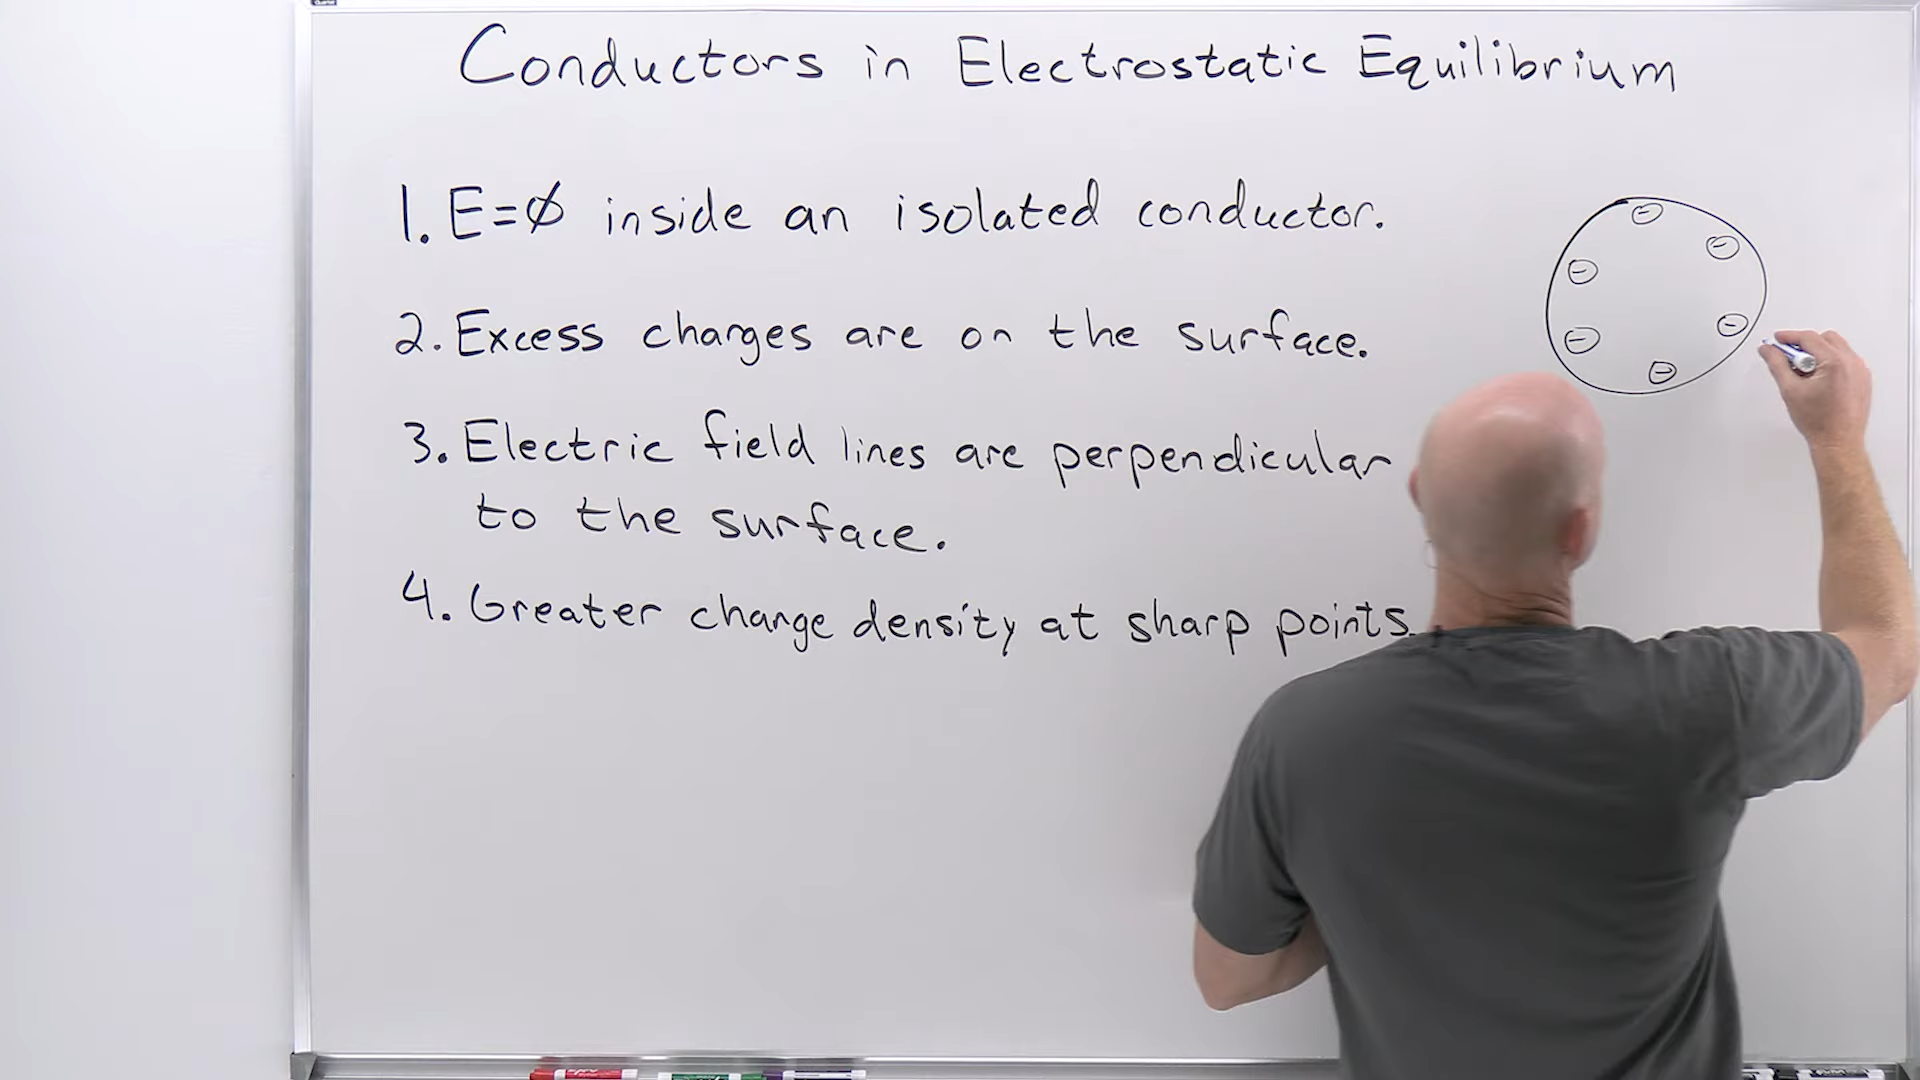 Conductors in Electrostatic Equilibrium
1. E=∅ inside an isolated conductor.
2. Excess charges are on the surface.
3. Electric field lines are perpendicular
to the surface.
4. Greater charge density at sharp points.